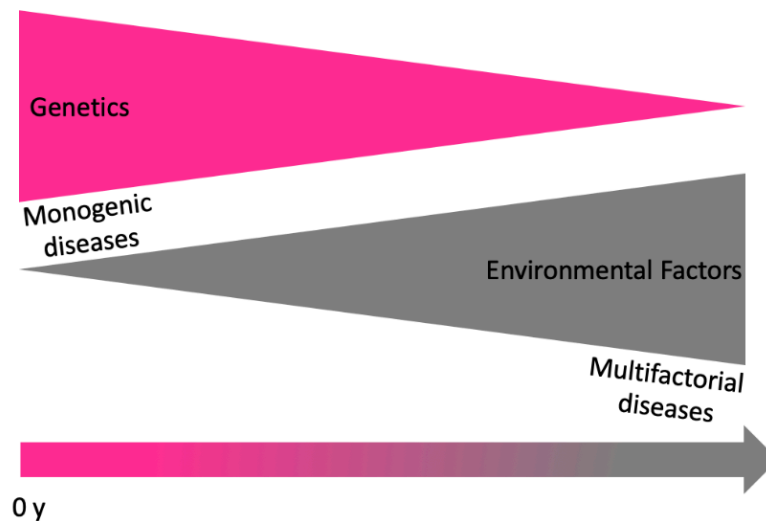 Genetics
Monogenic
diseases
Environmental Factors
Multifactorial
diseases
0 y